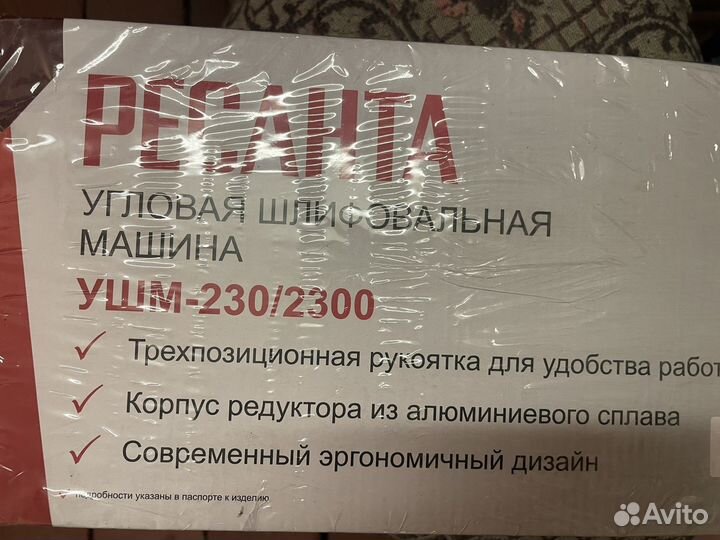 РЕСАНТА
УГЛОВАЯ ШЛИФОВАЛЬНАЯ
МАШИНА
УШМ-230/2300
Трехпозиционная рукоятка для удобства работ
Корпус редуктора из алюминиевого сплава
Современный эргономичный дизайн
подробности указаны в паспорте к изделию
Avito